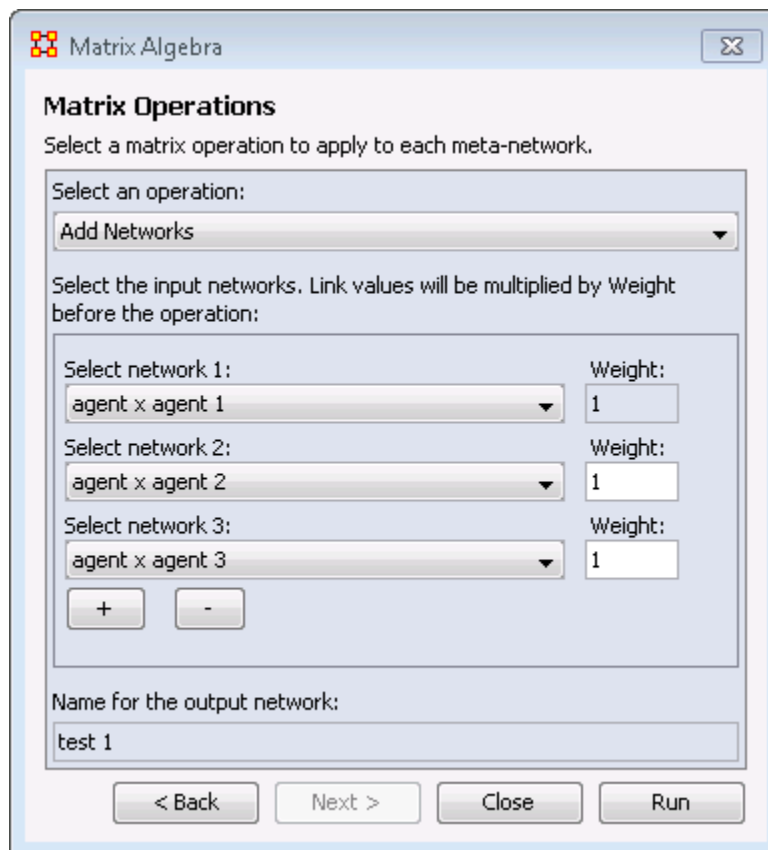 Matrix Algebra
Matrix Operations
Select a matrix operation to apply to each meta-network.
Select an operation:
Add Networks
Select the input networks. Link values will be multiplied by Weight
before the operation:
Select network 1: Weight:
agent x agent 1 1
Select network 2: Weight:
agent x agent 2 1
Select network 3: Weight:
agent x agent 3 1
+ -
Name for the output network:
test 1
< Back Next > Close Run